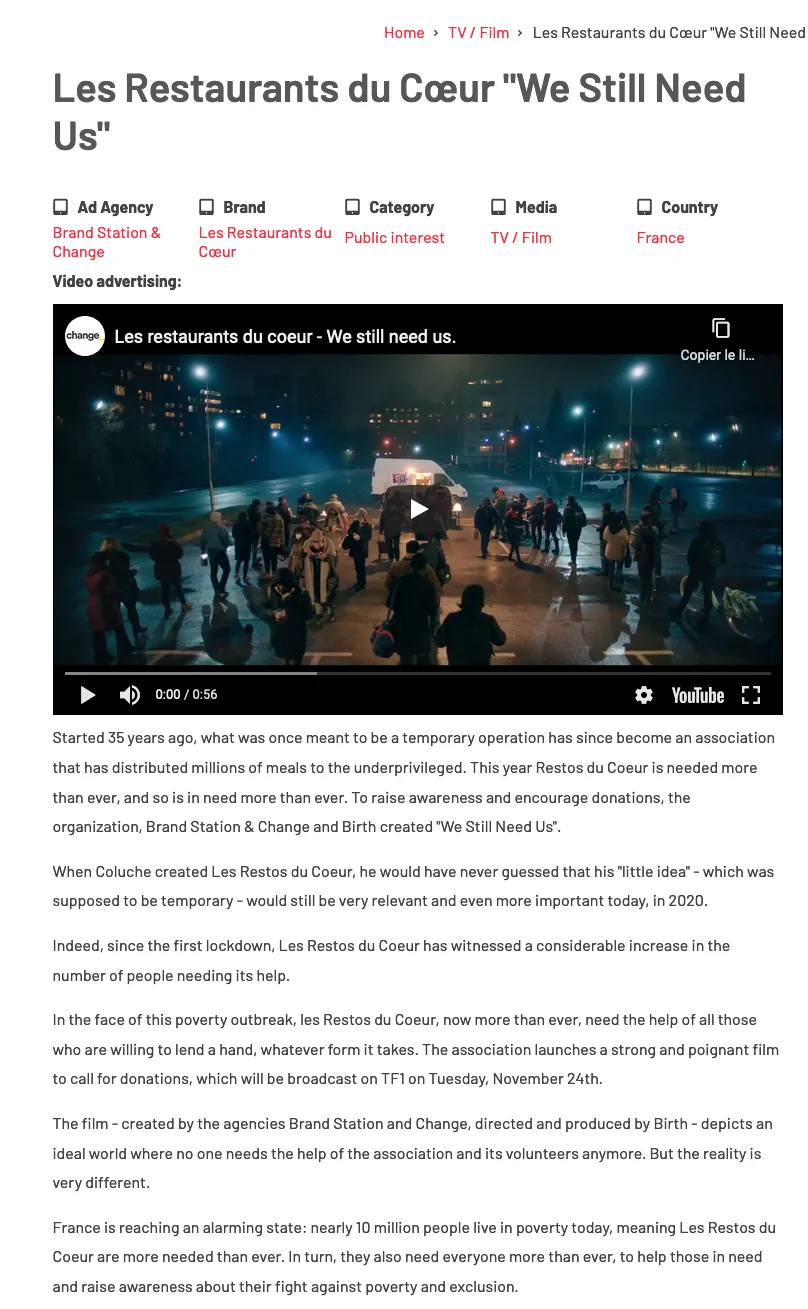 Home › TV / Film › Les Restaurants du Cœur "We Still Need
Les Restaurants du Cœur "We Still Need
Us"
Ad Agency
Brand Station &
Change
Brand
Les Restaurants du
Cœur
Category
Public interest
Media
TV / Film
Country
France
Video advertising:
change_
Les restaurants du coeur - We still need us.
Copier le li...
0:00 / 0:56
YouTube
Started 35 years ago, what was once meant to be a temporary operation has since become an association
that has distributed millions of meals to the underprivileged. This year Restos du Coeur is needed more
than ever, and so is in need more than ever. To raise awareness and encourage donations, the
organization, Brand Station & Change and Birth created "We Still Need Us".
When Coluche created Les Restos du Coeur, he would have never guessed that his "little idea" - which was
supposed to be temporary - would still be very relevant and even more important today, in 2020.
Indeed, since the first lockdown, Les Restos du Coeur has witnessed a considerable increase in the
number of people needing its help.
In the face of this poverty outbreak, les Restos du Coeur, now more than ever, need the help of all those
who are willing to lend a hand, whatever form it takes. The association launches a strong and poignant film
to call for donations, which will be broadcast on TF1 on Tuesday, November 24th.
The film - created by the agencies Brand Station and Change, directed and produced by Birth - depicts an
ideal world where no one needs the help of the association and its volunteers anymore. But the reality is
very different.
France is reaching an alarming state: nearly 10 million people live in poverty today, meaning Les Restos du
Coeur are more needed than ever. In turn, they also need everyone more than ever, to help those in need
and raise awareness about their fight against poverty and exclusion.